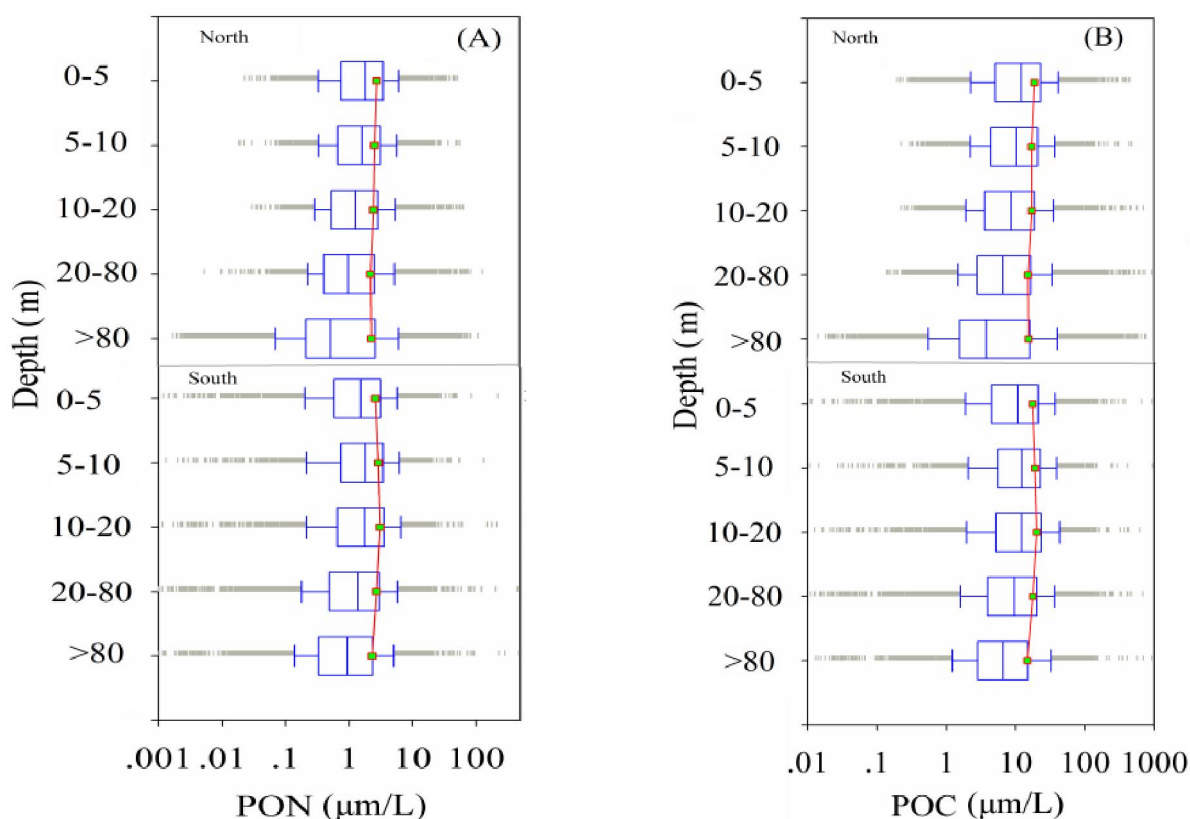 North
(A)
0-5
5-10
10-20
20-80
>80
South
0-5
5-10
10-20
20-80
>80
Depth (m)
.001 .01 .1 1 10 100
PON (µm/L)
North
(B)
0-5
5-10
10-20
20-80
>80
South
0-5
5-10
10-20
20-80
>80
Depth (m)
.01 .1 1 10 100 1000
POC (µm/L)